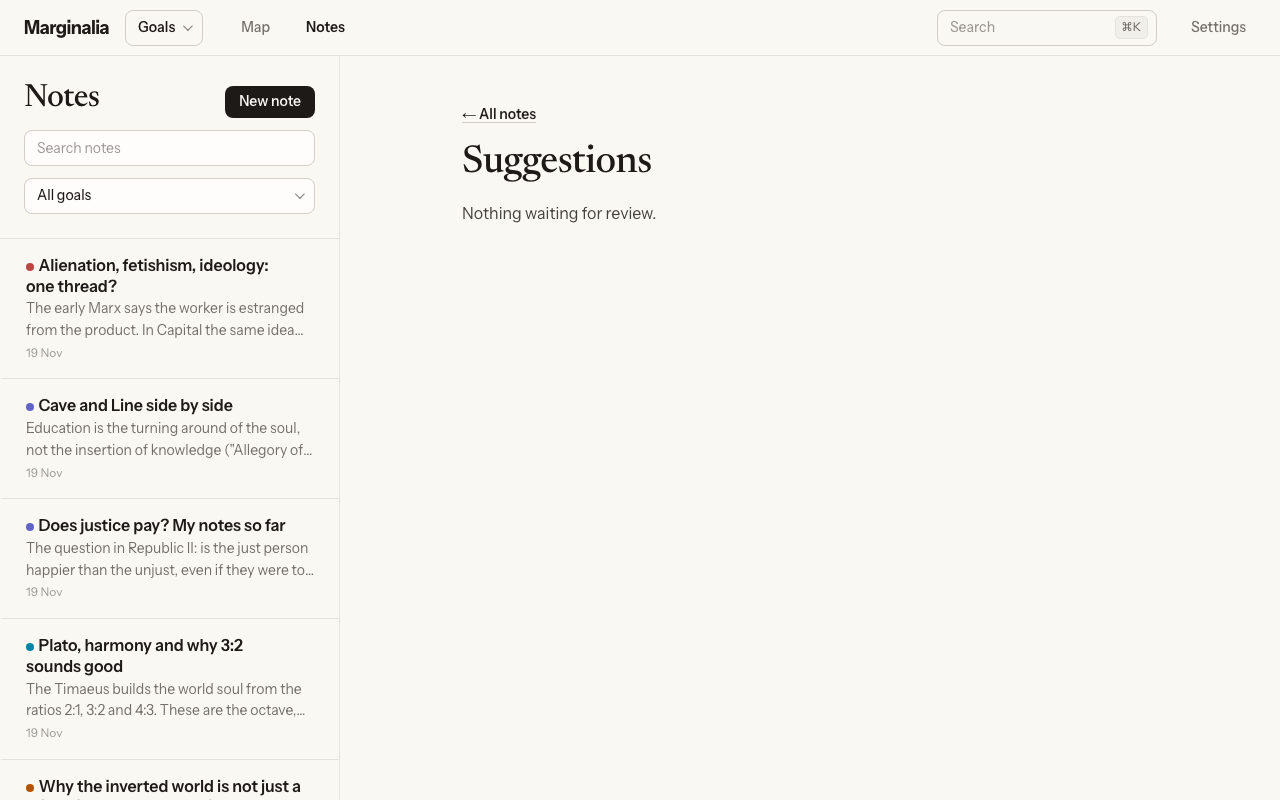 Marginalia
Goals
Map
Notes
Search
⌘K
Settings
Notes
New note
Search notes
All goals
Alienation, fetishism, ideology:
one thread?
The early Marx says the worker is estranged
from the product. In Capital the same idea…
19 Nov
Cave and Line side by side
Education is the turning around of the soul,
not the insertion of knowledge ("Allegory of…
19 Nov
Does justice pay? My notes so far
The question in Republic II: is the just person
happier than the unjust, even if they were to…
19 Nov
Plato, harmony and why 3:2
sounds good
The Timaeus builds the world soul from the
ratios 2:1, 3:2 and 4:3. These are the octave,…
19 Nov
Why the inverted world is not just a
← All notes
Suggestions
Nothing waiting for review.